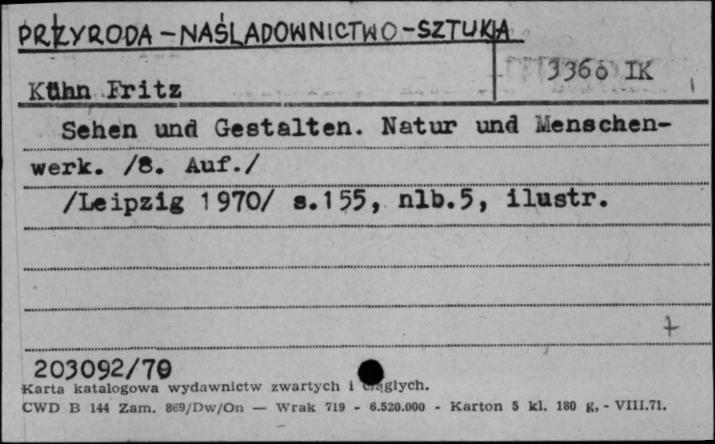 PRZYRODA - NAŚLADOWNICTWO - SZTUKA
3360 IK
Kühn Fritz
Sehen und Gestalten. Natur und Menschen-
werk. /8. Auf./
/Leipzig 1970/ s.155, nlb.5, ilustr.
203092/70
Karta katalogowa wydawnictw zwartych i ciągłych.
CWD B 144 Zam. 869/Dw/On — Wrak 719 - 6.520.000 - Karton 5 kl. 180 g, - VIII.71.